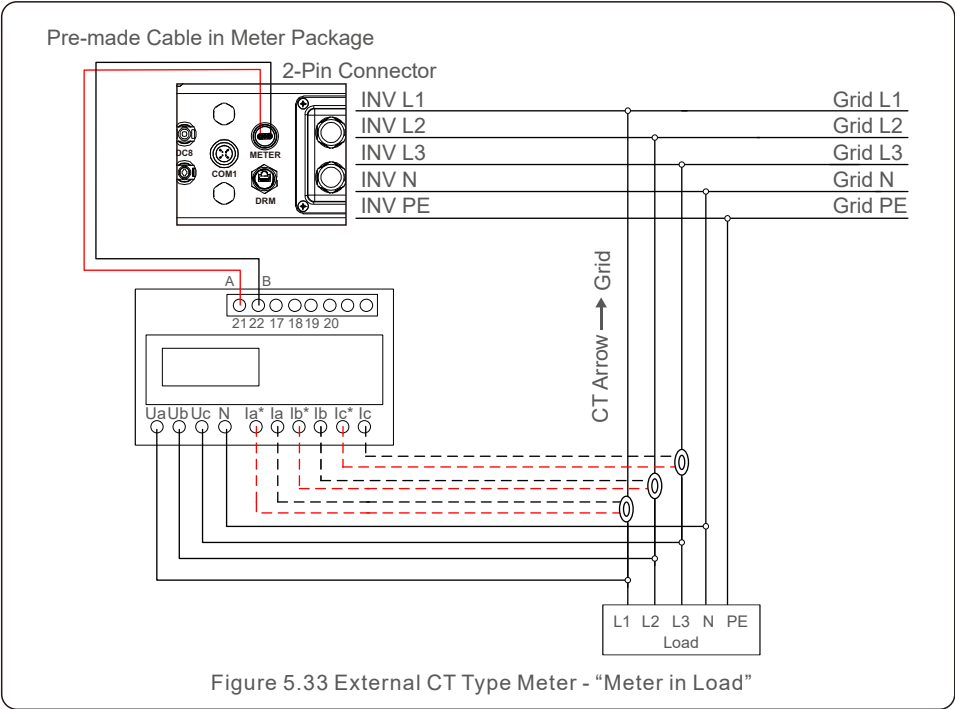 Pre-made Cable in Meter Package
2-Pin Connector
INV L1 Grid L1
INV L2 Grid L2
INV L3 Grid L3
INV N Grid N
INV PE Grid PE
DC8
COM1
METER
DRM
CT Arrow → Grid
A B
21 22 17 18 19 20
Ua Ub Uc N Ia* Ia Ib* Ib Ic* Ic
L1 L2 L3 N PE
Load
Figure 5.33 External CT Type Meter - “Meter in Load”